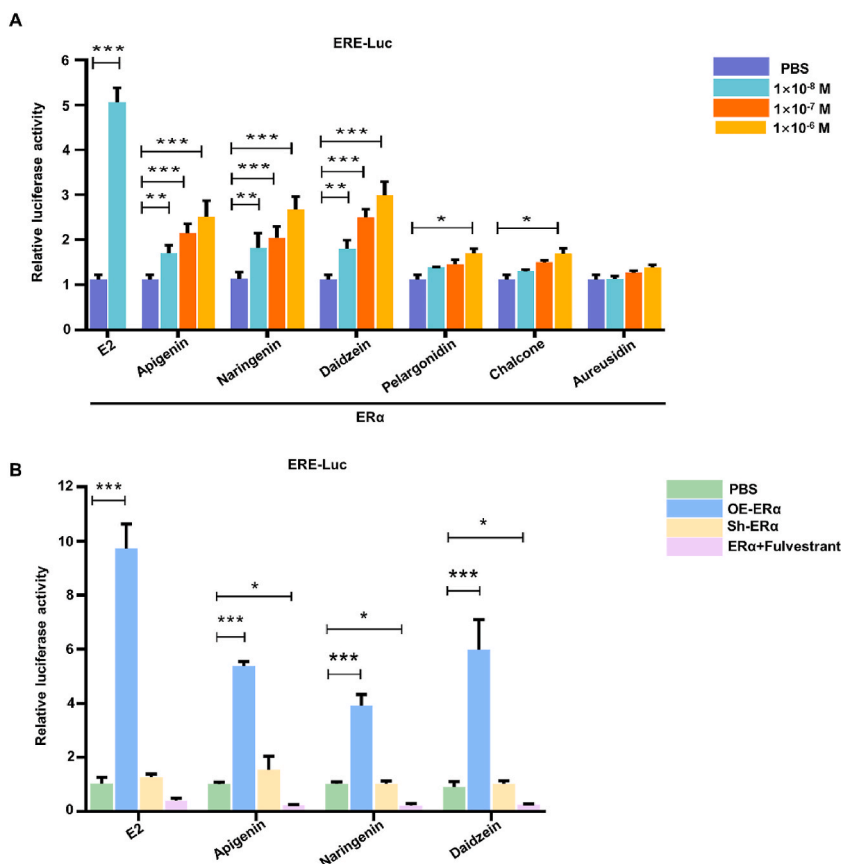 A
ERE-Luc
Relative luciferase activity
6
5
4
3
2
1
0
***
***
***
**
***
***
**
***
***
**
*
*
PBS
1×10⁻⁸ M
1×10⁻⁷ M
1×10⁻⁶ M
E2
Apigenin
Naringenin
Daidzein
Pelargonidin
Chalcone
Aureusidin
ERα
B
ERE-Luc
Relative luciferase activity
12
10
8
6
4
2
0
***
*
***
*
***
*
***
PBS
OE-ERα
Sh-ERα
ERα+Fulvestrant
E2
Apigenin
Naringenin
Daidzein